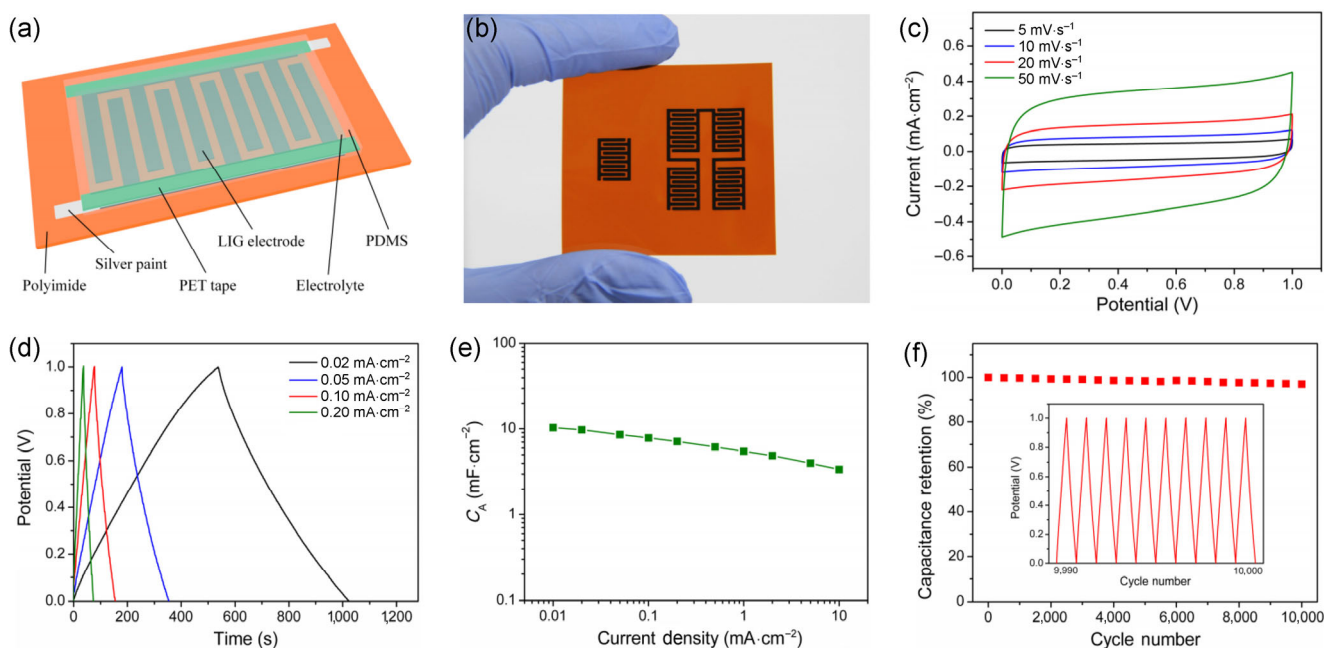 (a)
LIG electrode
PDMS
Silver paint
Polyimide
PET tape
Electrolyte
(b)
(c)
5 mV·s⁻¹
10 mV·s⁻¹
20 mV·s⁻¹
50 mV·s⁻¹
0.6
0.4
0.2
0.0
–0.2
–0.4
–0.6
Current (mA·cm⁻²)
0.0 0.2 0.4 0.6 0.8 1.0
Potential (V)
(d)
0.02 mA·cm⁻²
0.05 mA·cm⁻²
0.10 mA·cm⁻²
0.20 mA·cm⁻²
1.0
0.8
0.6
0.4
0.2
0.0
Potential (V)
0 200 400 600 800 1,000 1,200
Time (s)
(e)
100
10
1
0.1
C_A (mF·cm⁻²)
0.01 0.1 1 10
Current density (mA·cm⁻²)
(f)
100
80
60
40
20
0
Capacitance retention (%)
1.0
0.8
0.6
0.4
0.2
0.0
Potential (V)
9,990 10,000
Cycle number
0 2,000 4,000 6,000 8,000 10,000
Cycle number